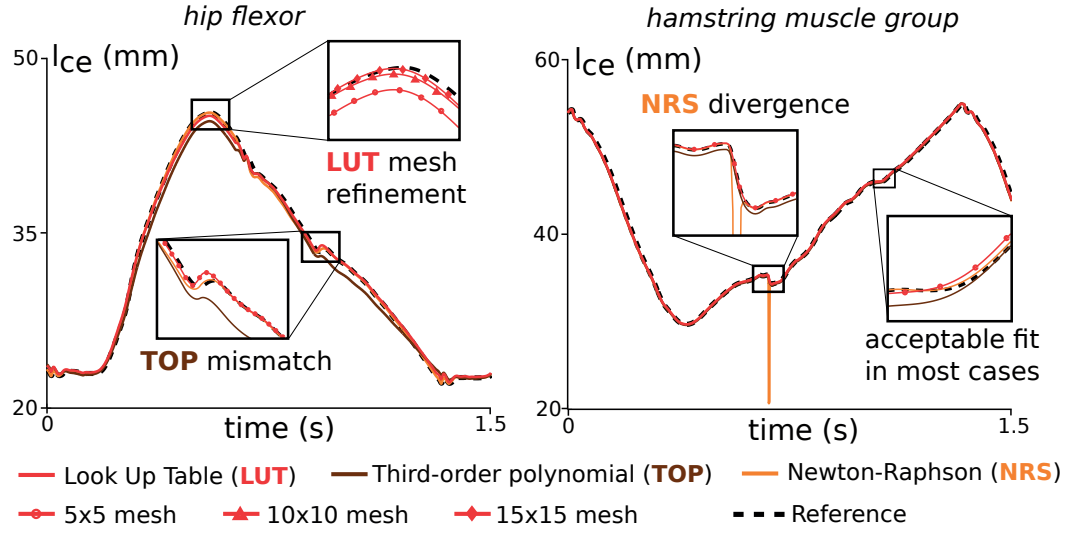 hip flexor
hamstring muscle group
lce (mm)
50
35
20
0
1.5
time (s)
LUT mesh
refinement
TOP mismatch
lce (mm)
60
40
20
0
1.5
time (s)
NRS divergence
acceptable fit
in most cases
Look Up Table (LUT)
Third-order polynomial (TOP)
Newton-Raphson (NRS)
5x5 mesh
10x10 mesh
15x15 mesh
Reference